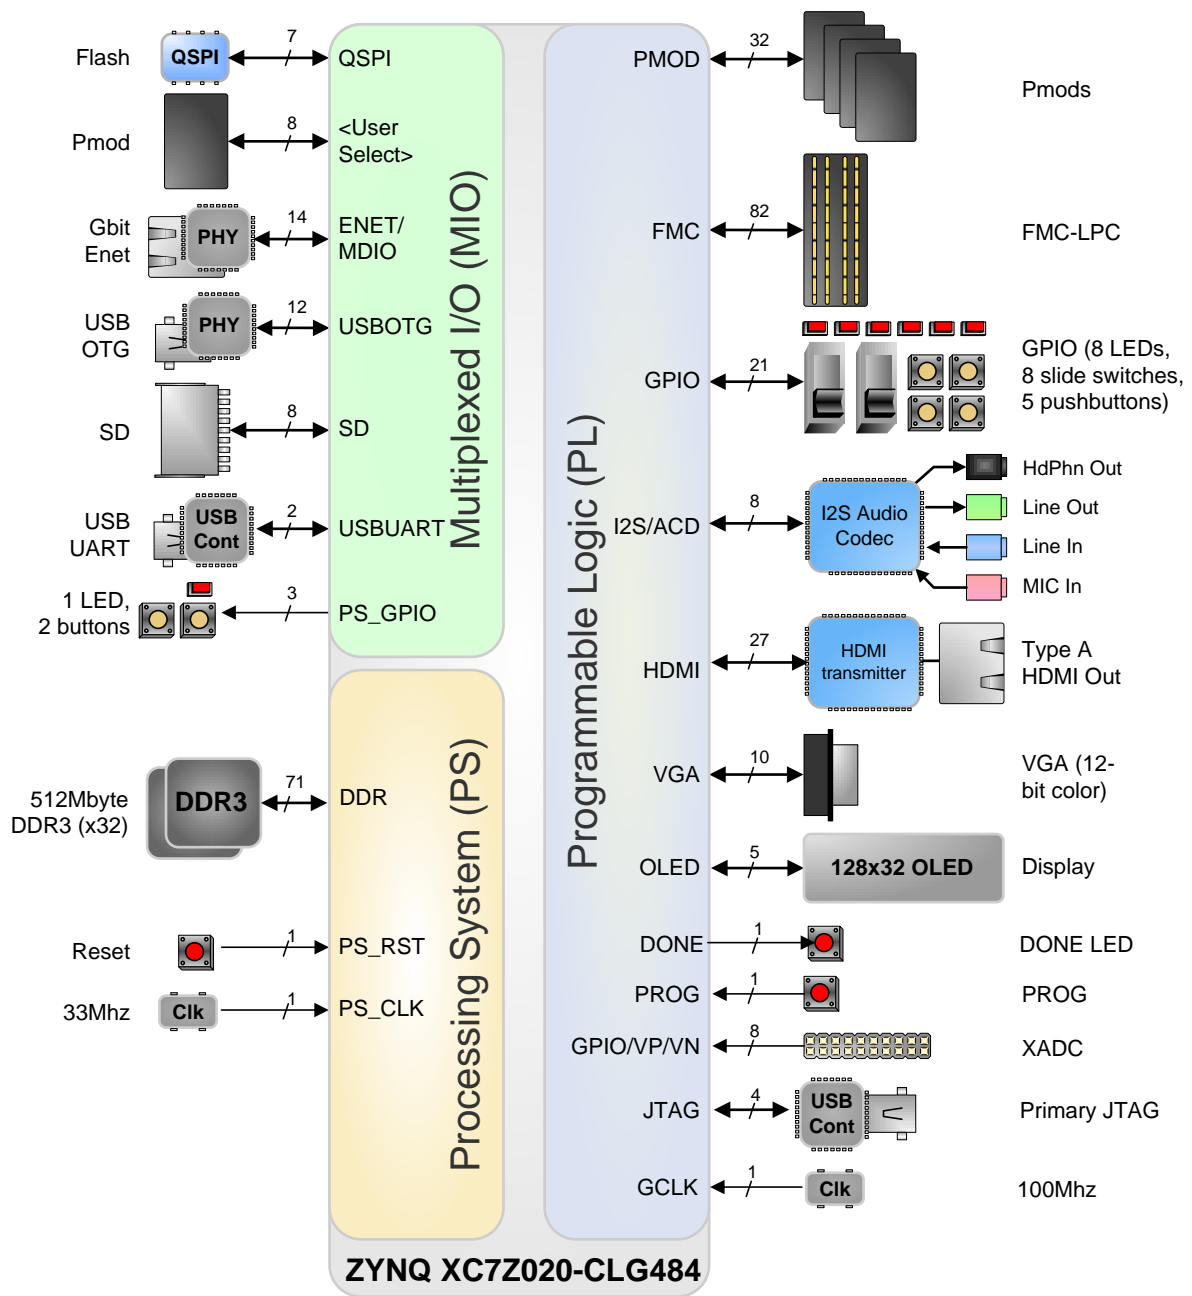 Flash
QSPI
7
QSPI
Pmod
8
<User
Select>
Gbit
Enet
PHY
14
ENET/
MDIO
USB
OTG
PHY
12
USBOTG
SD
8
SD
USB
UART
USB
Cont
2
USBUART
1 LED,
2 buttons
3
PS_GPIO
Multiplexed I/O (MIO)
512Mbyte
DDR3 (x32)
DDR3
71
DDR
Reset
1
PS_RST
33Mhz
Clk
1
PS_CLK
Processing System (PS)
Programmable Logic (PL)
PMOD
32
Pmods
FMC
82
FMC-LPC
GPIO
21
GPIO (8 LEDs,
8 slide switches,
5 pushbuttons)
I2S/ACD
8
I2S Audio
Codec
HdPhn Out
Line Out
Line In
MIC In
HDMI
27
HDMI
transmitter
Type A
HDMI Out
VGA
10
VGA (12-
bit color)
OLED
5
128x32 OLED
Display
DONE
1
DONE LED
PROG
1
PROG
GPIO/VP/VN
8
XADC
JTAG
4
USB
Cont
Primary JTAG
GCLK
1
Clk
100Mhz
ZYNQ XC7Z020-CLG484